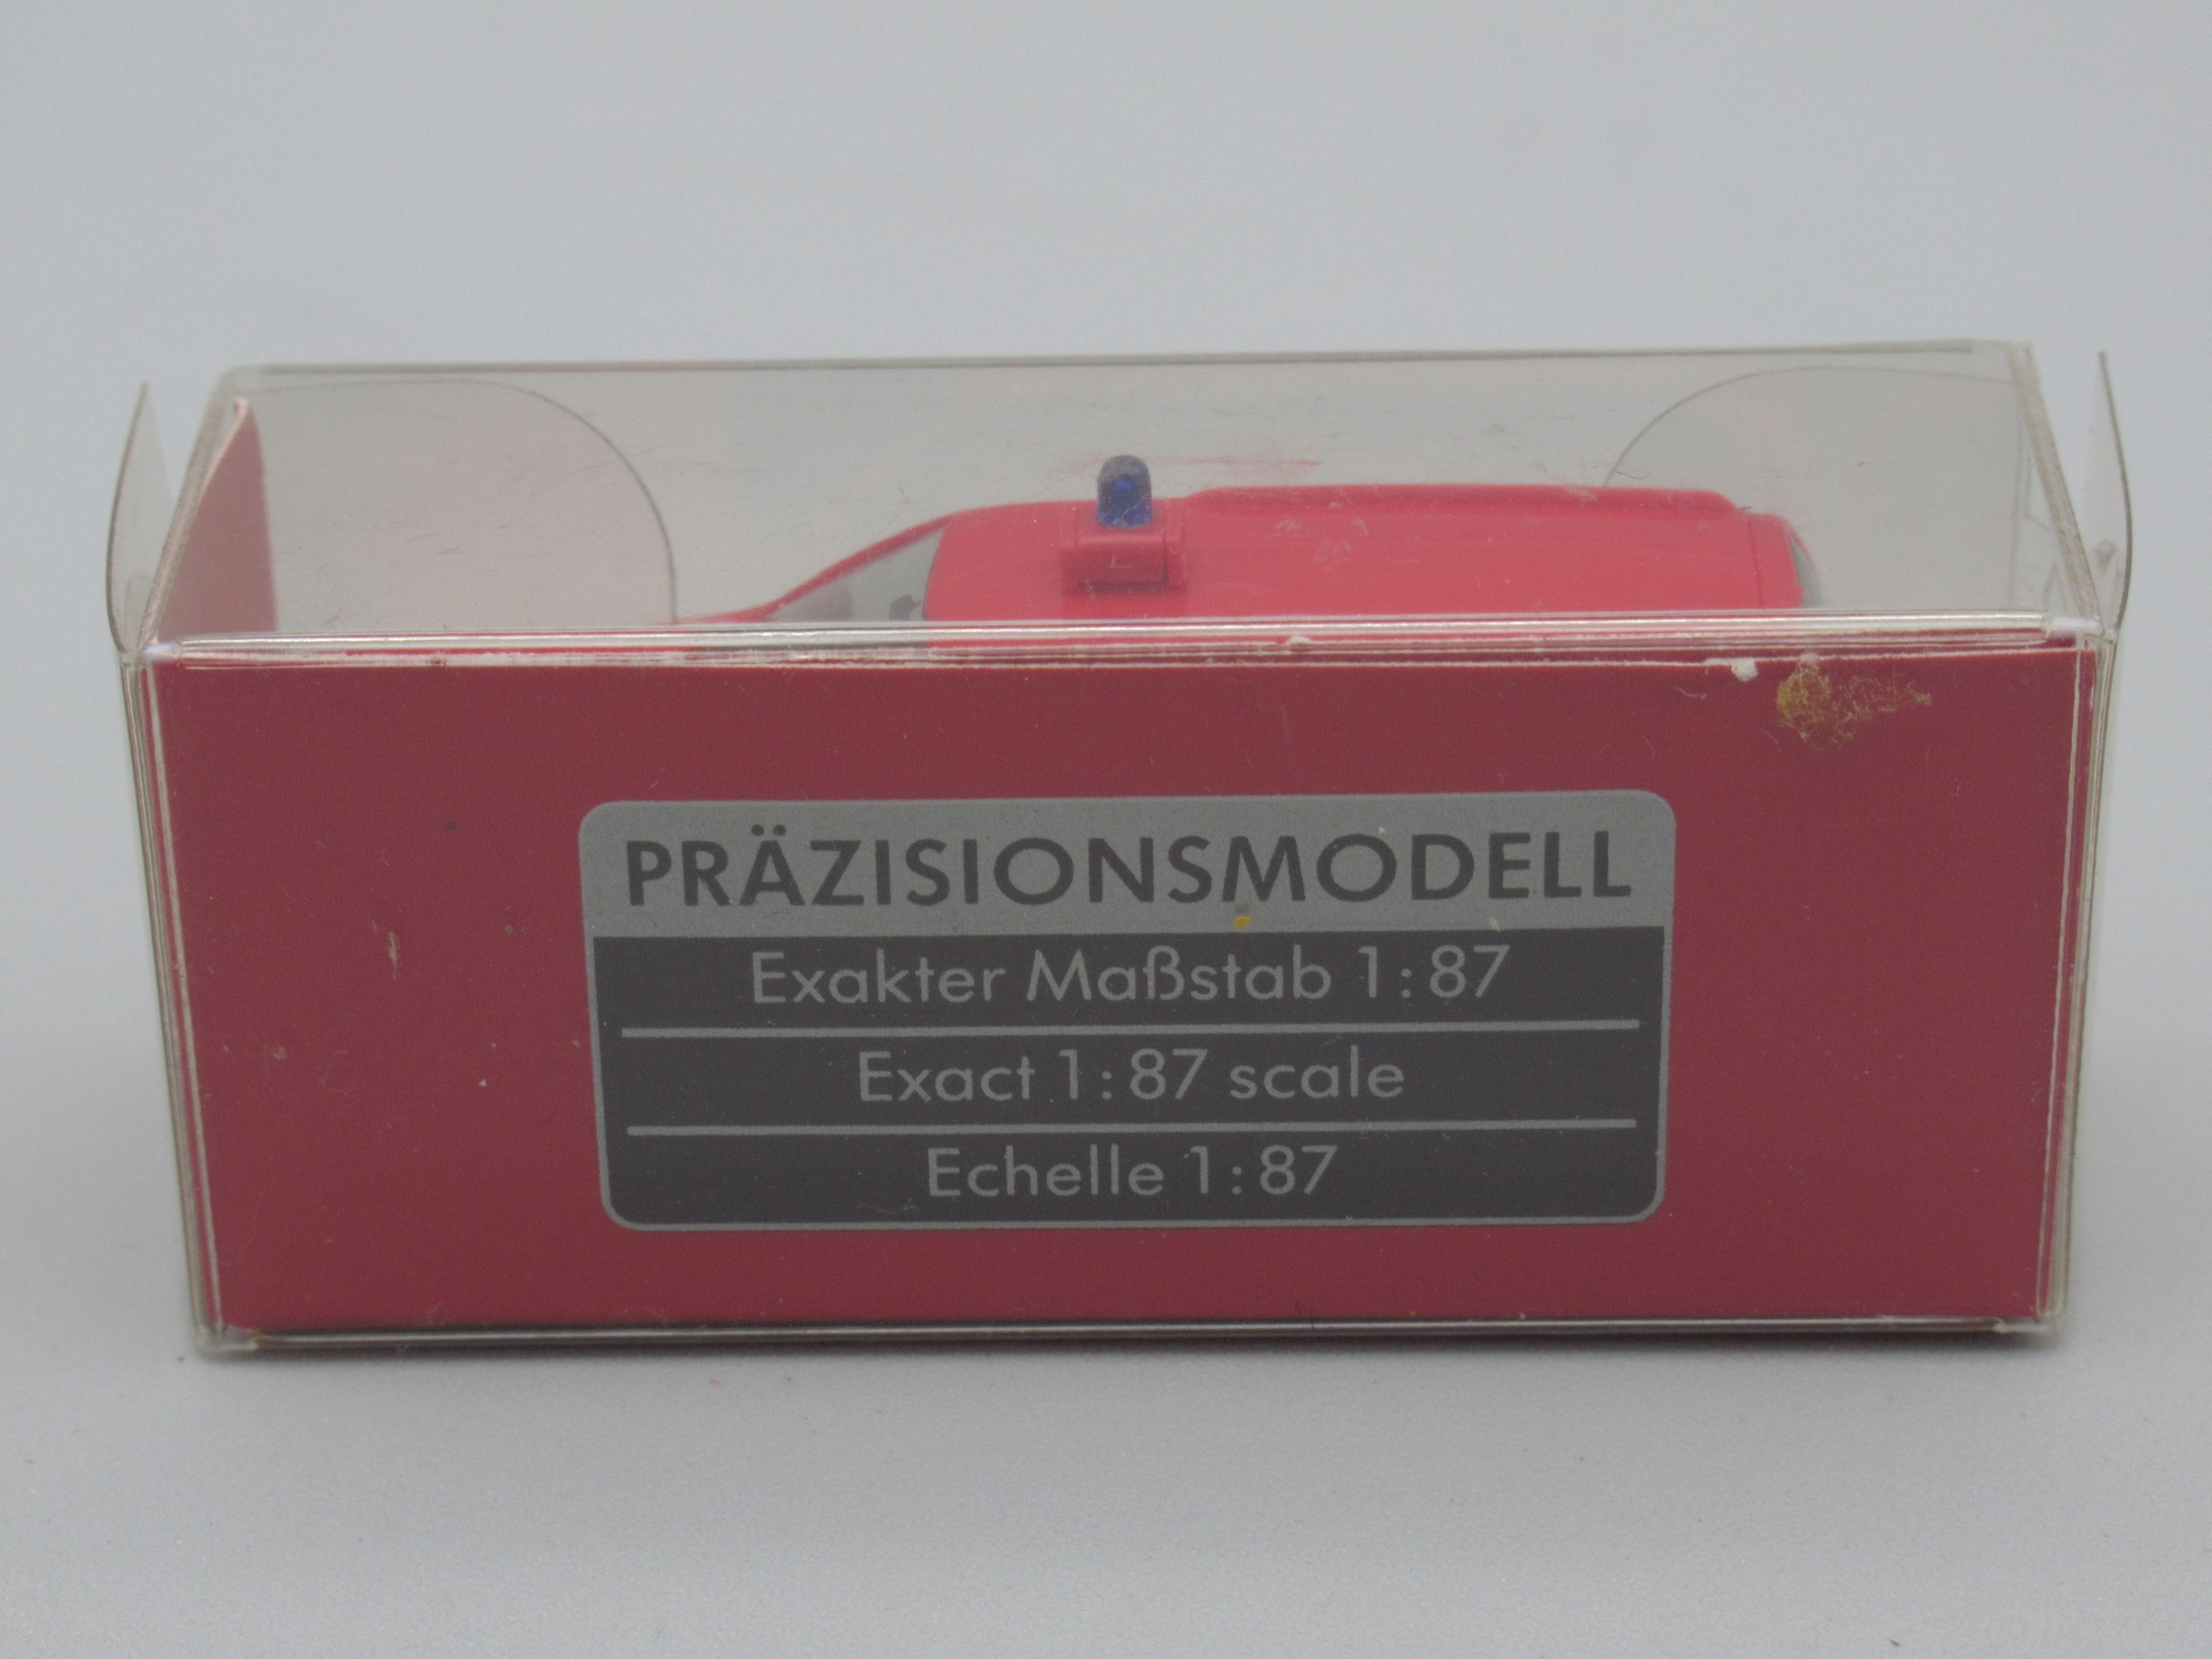 PRÄZISIONSMODELL
Exakter Maßstab 1:87
Exact 1:87 scale
Echelle 1:87